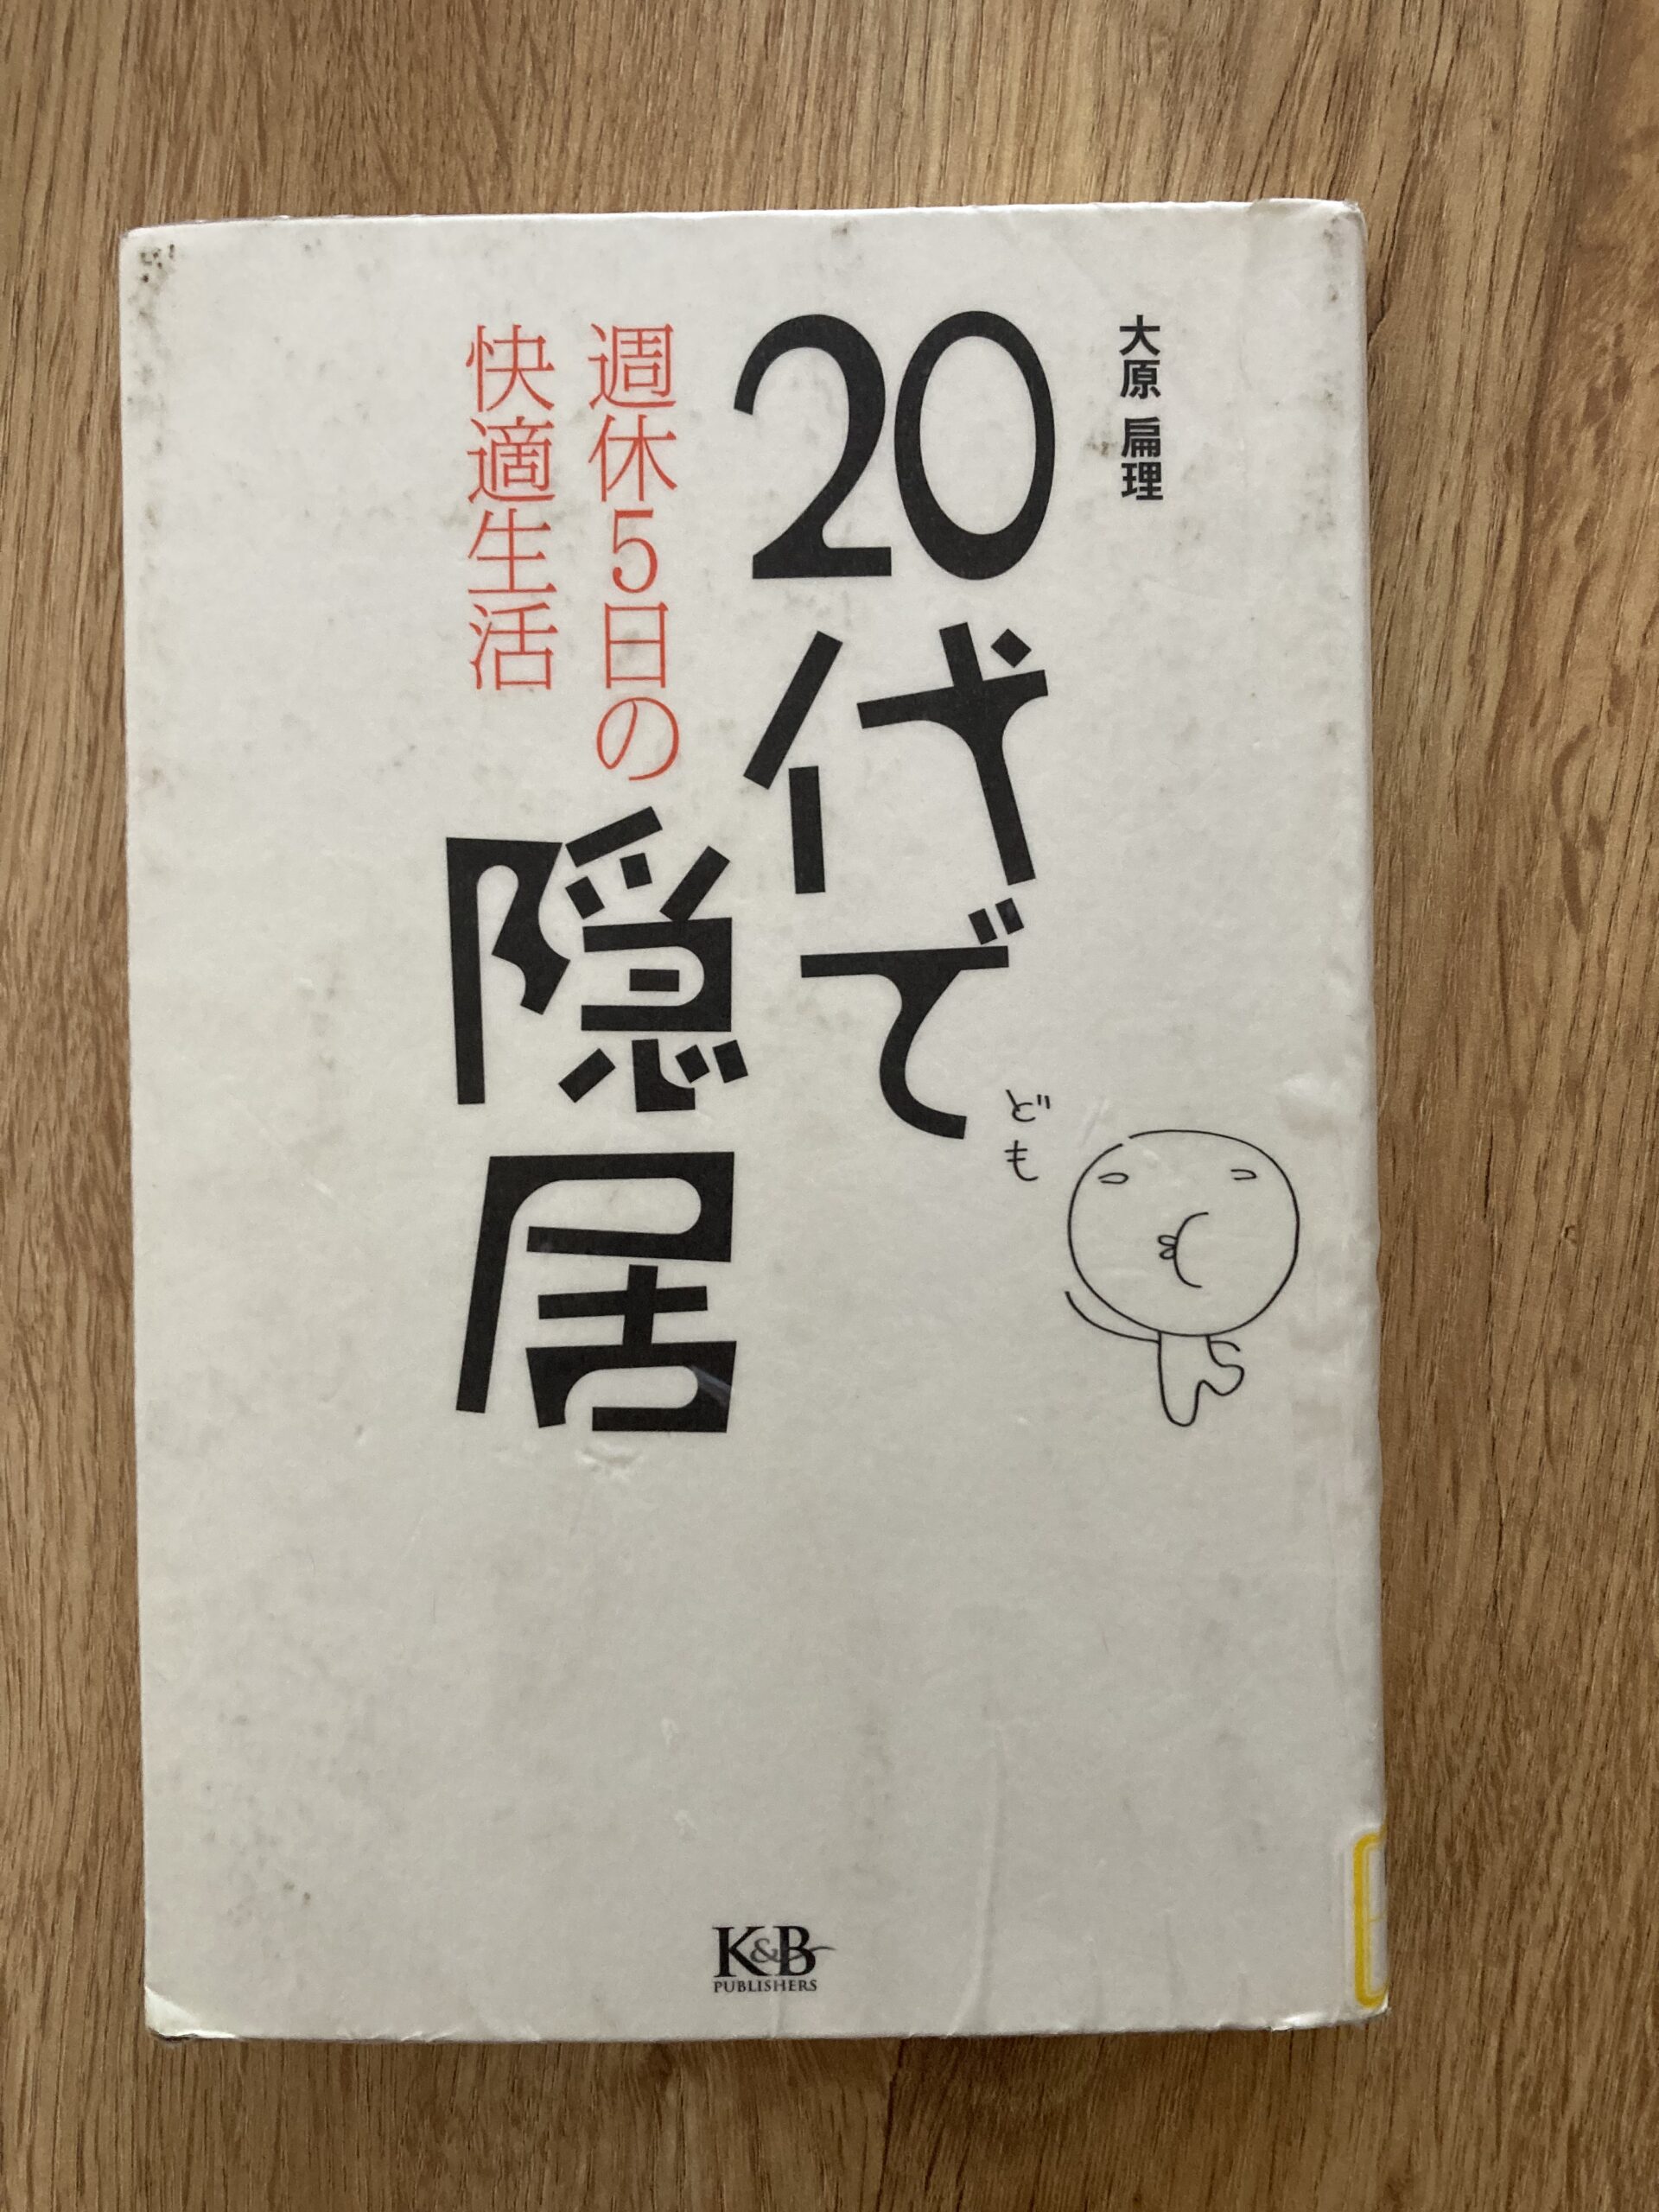 大原 扁理
20代で
隠居
週休5日の
快適生活
ども
K&B
PUBLISHERS